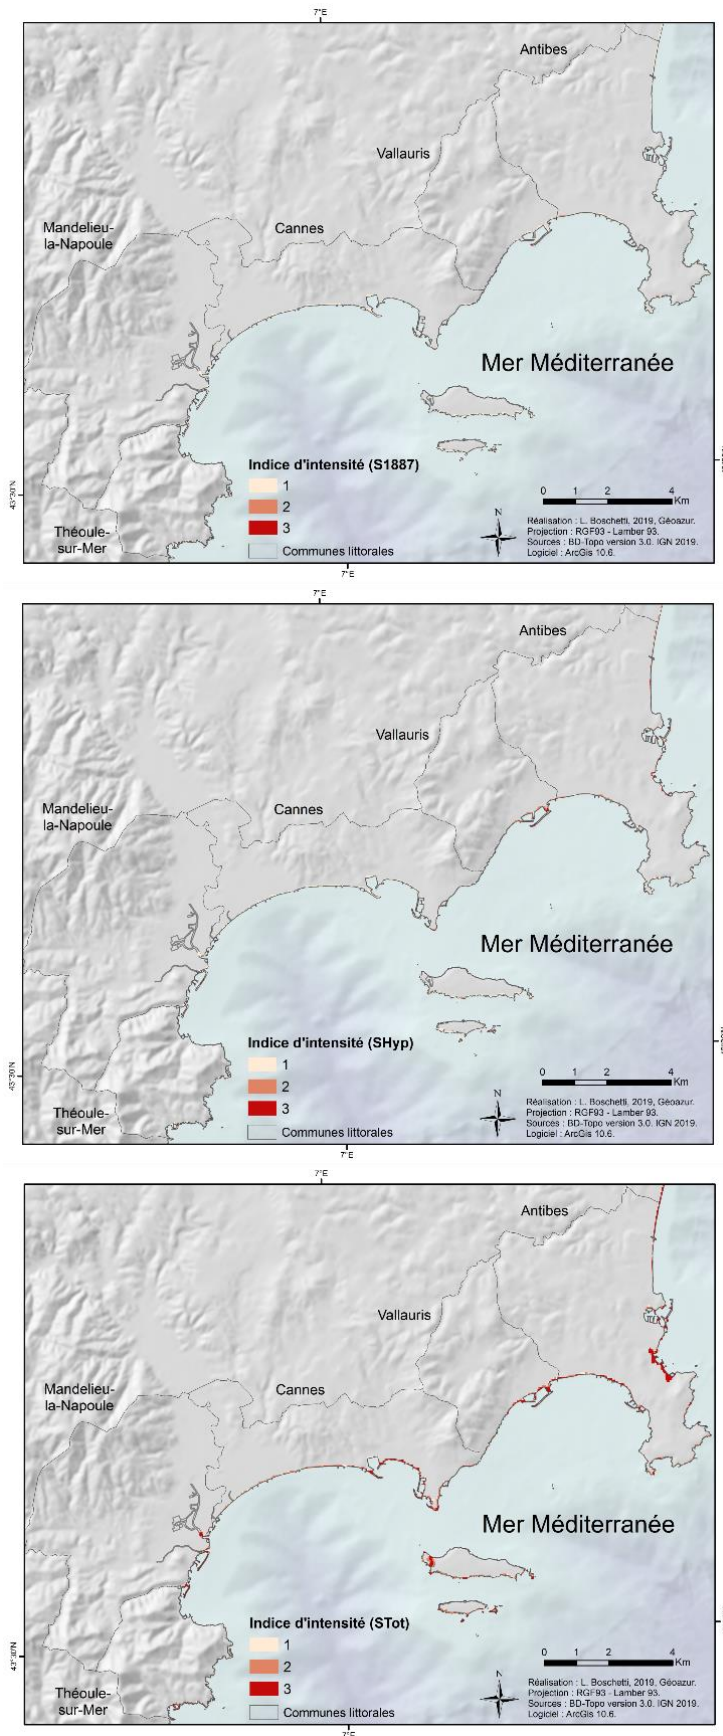 7°E
Antibes
Vallauris
Mandelieu-
la-Napoule
Cannes
Mer Méditerranée
43°30'N
Indice d'intensité (S1887)
1
2
3
Communes littorales
Théoule-
sur-Mer
N
0 1 2 4
Km
Réalisation : L. Boschetti, 2019, Géoazur.
Projection : RGF93 - Lamber 93.
Sources : BD-Topo version 3.0. IGN 2019.
Logiciel : ArcGis 10.6.
7°E
7°E
Antibes
Vallauris
Mandelieu-
la-Napoule
Cannes
Mer Méditerranée
43°30'N
Indice d'intensité (SHyp)
1
2
3
Communes littorales
Théoule-
sur-Mer
N
0 1 2 4
Km
Réalisation : L. Boschetti, 2019, Géoazur.
Projection : RGF93 - Lamber 93.
Sources : BD-Topo version 3.0. IGN 2019.
Logiciel : ArcGis 10.6.
7°E
7°E
Antibes
Vallauris
Mandelieu-
la-Napoule
Cannes
Mer Méditerranée
43°30'N
Indice d'intensité (STot)
1
2
3
Communes littorales
Théoule-
sur-Mer
N
0 1 2 4
Km
Réalisation : L. Boschetti, 2019, Géoazur.
Projection : RGF93 - Lamber 93.
Sources : BD-Topo version 3.0. IGN 2019.
Logiciel : ArcGis 10.6.
7°E